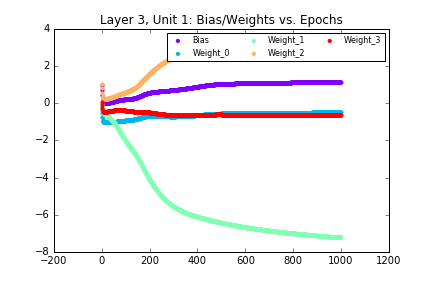 Layer 3, Unit 1: Bias/Weights vs. Epochs
Bias Weight_1 Weight_3
Weight_0 Weight_2
4
2
0
−2
−4
−6
−8
−200 0 200 400 600 800 1000 1200